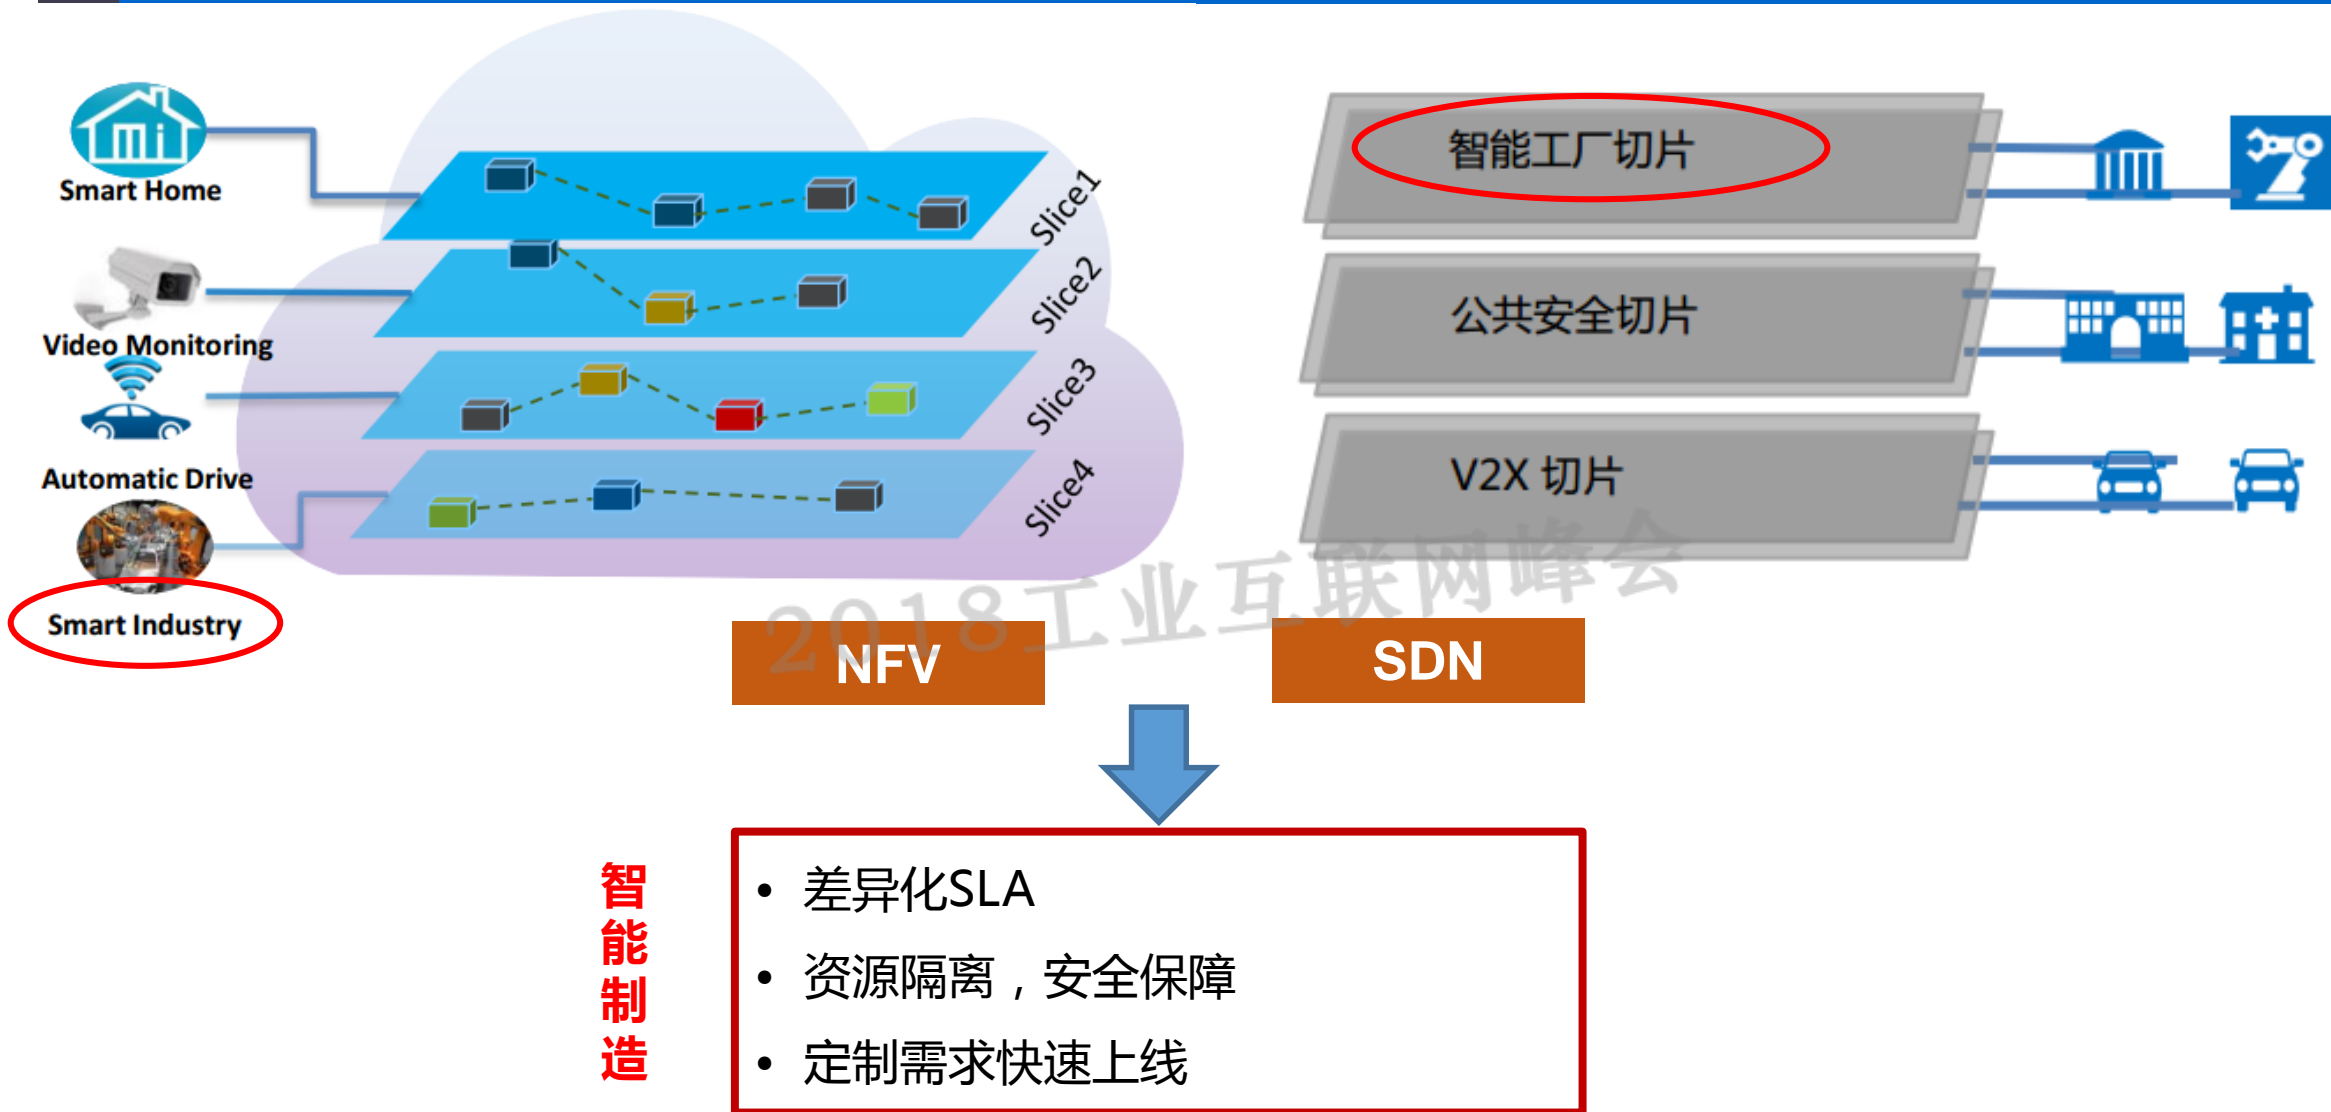 Smart Home
Video Monitoring
Automatic Drive
Smart Industry
Slice1
Slice2
Slice3
Slice4
智能工厂切片
公共安全切片
V2X 切片
2018工业互联网峰会
NFV
SDN
智能制造
• 差异化SLA
• 资源隔离，安全保障
• 定制需求快速上线